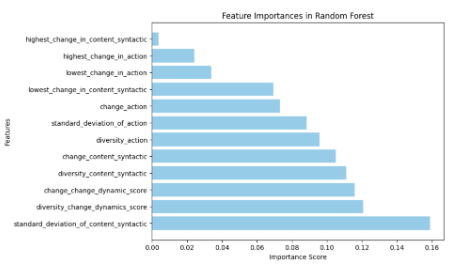 Feature Importances in Random Forest
highest_change_in_content_syntactic
highest_change_in_action
lowest_change_in_action
lowest_change_in_content_syntactic
change_action
standard_deviation_of_action
diversity_action
change_content_syntactic
diversity_content_syntactic
change_change_dynamic_score
diversity_change_dynamics_score
standard_deviation_of_content_syntactic
Features
0.00 0.02 0.04 0.06 0.08 0.10 0.12 0.14 0.16
Importance Score